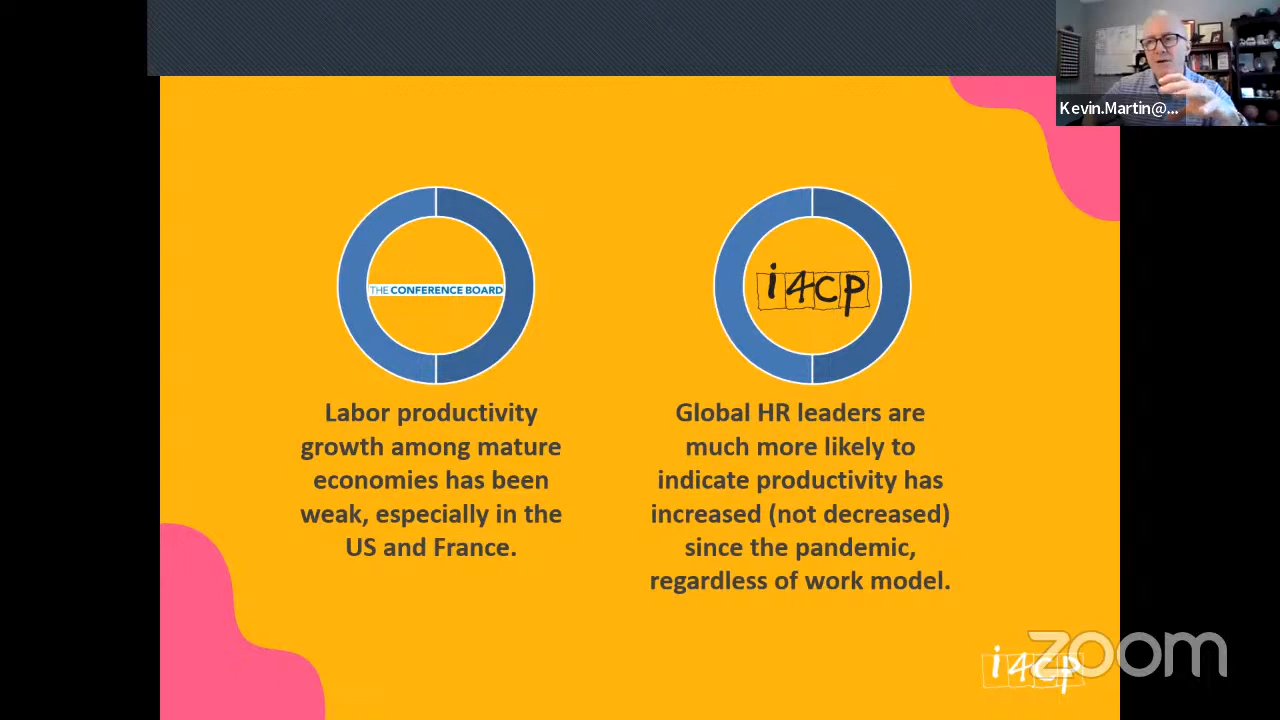 Kevin.Martin@...
THE CONFERENCE BOARD
i4cp
Labor productivity
growth among mature
economies has been
weak, especially in the
US and France.
Global HR leaders are
much more likely to
indicate productivity has
increased (not decreased)
since the pandemic,
regardless of work model.
i4cp
zoom